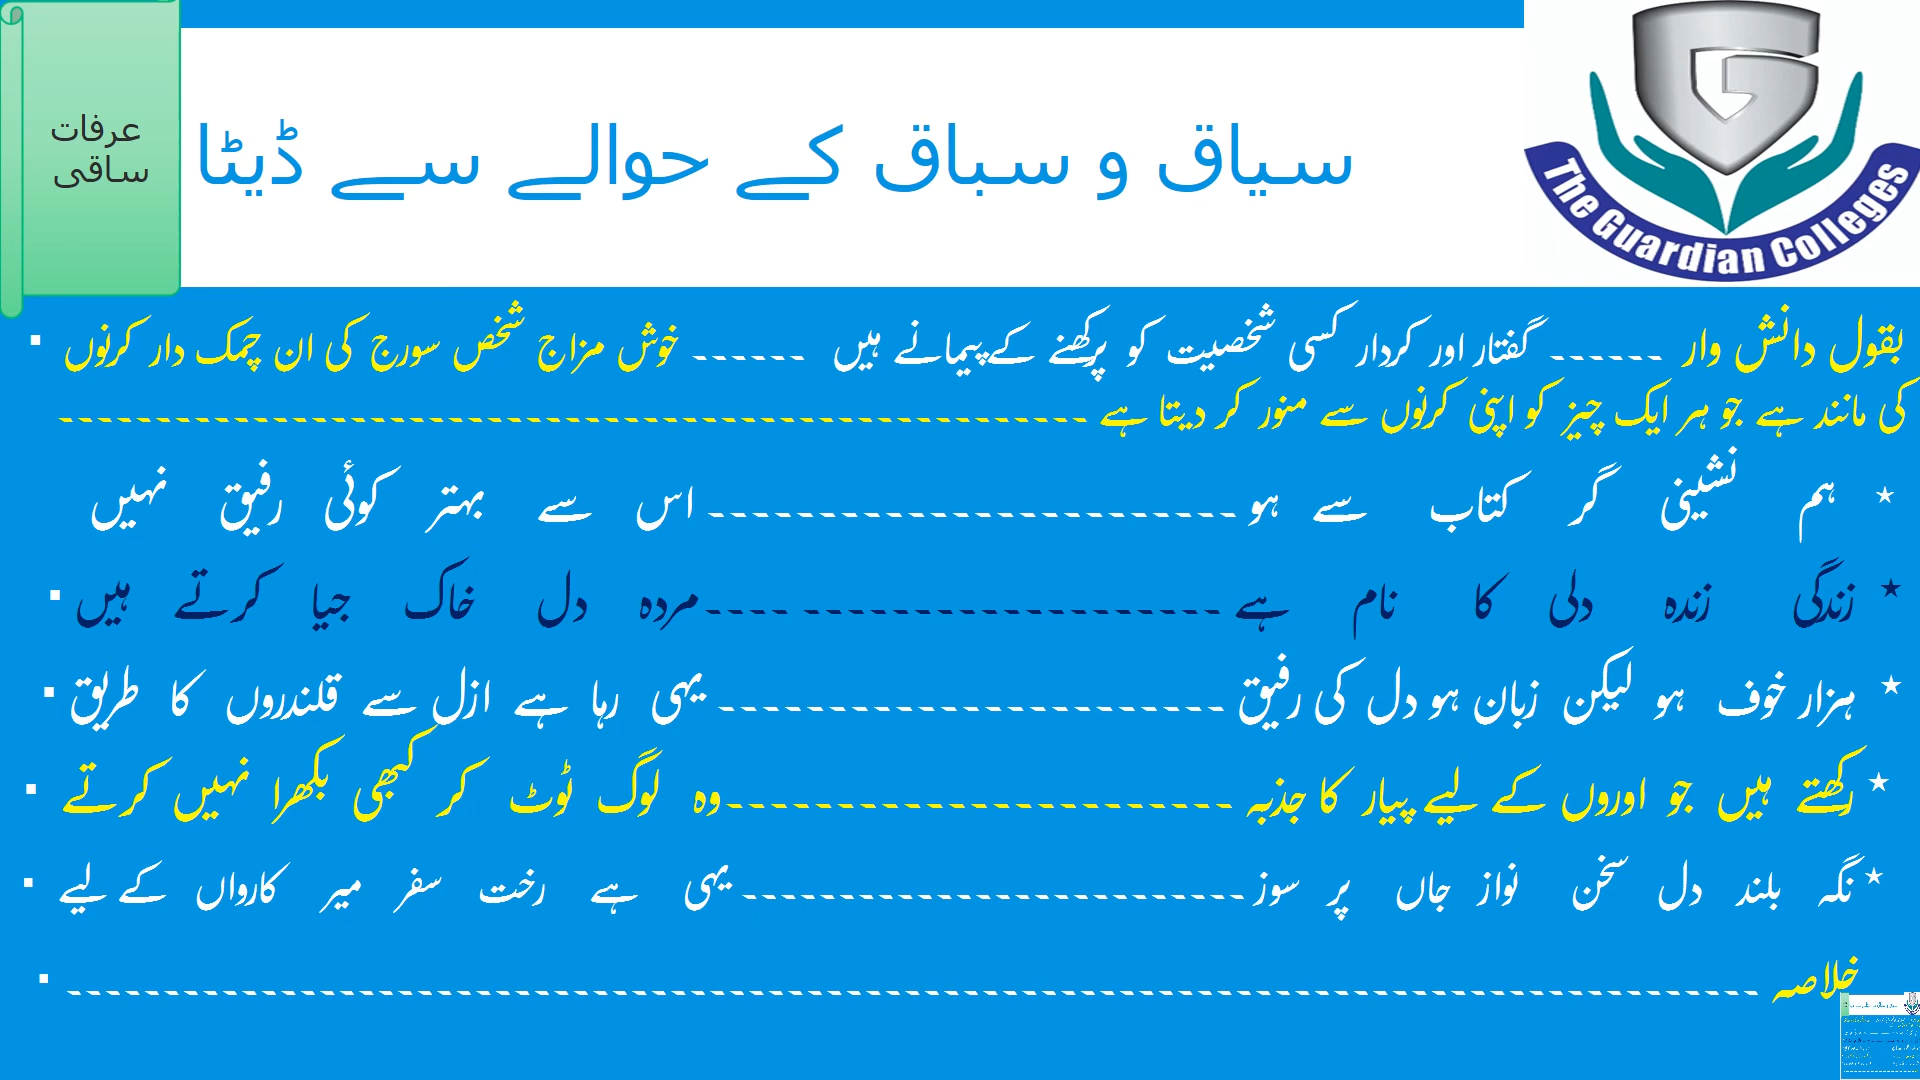 عرفات
ساقی
سیاق و سباق کے حوالے سے ڈیٹا
The Guardian Colleges
بقول دانش وار ------ گفتار اور کردار کسی شخصیت کو پرکھنے کے پیمانے ہیں ------ خوش مزاج شخص سورج کی ان چمک دار کرنوں
کی مانند ہے جو ہر ایک چیز کو اپنی کرنوں سے منور کر دیتا ہے ------------------------------------------------
* ہم نشینی گر کتاب سے ہو ------------------------- اس سے بہتر کوئی رفیق نہیں
* زندگی زندہ دلی کا نام ہے -------------------- ----مردہ دل خاک جیا کرتے ہیں
* ہزار خوف ہو لیکن زبان ہو دل کی رفیق ------------------------ یہی رہا ہے ازل سے قلندروں کا طریق
* رکھتے ہیں جو اوروں کے لیے پیار کا جذبہ ------------------------وہ لوگ ٹوٹ کر کبھی بکھرا نہیں کرتے
* نگہ بلند دل سخن نواز جاں پر سوز------------------------ یہی ہے رخت سفر میر کارواں کے لیے
خلاصہ --------------------------------------------------------------------------------